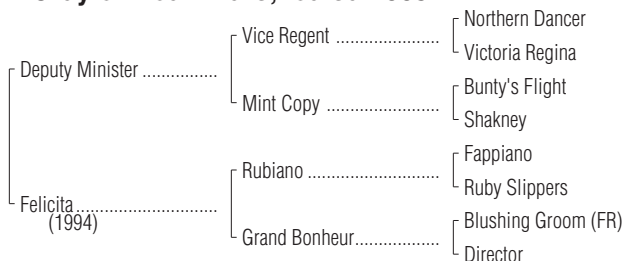 Northern Dancer
Vice Regent
Victoria Regina
Deputy Minister
Bunty's Flight
Mint Copy
Shakney
Fappiano
Rubiano
Ruby Slippers
Felicita
(1994)
Blushing Groom (FR)
Grand Bonheur
Director